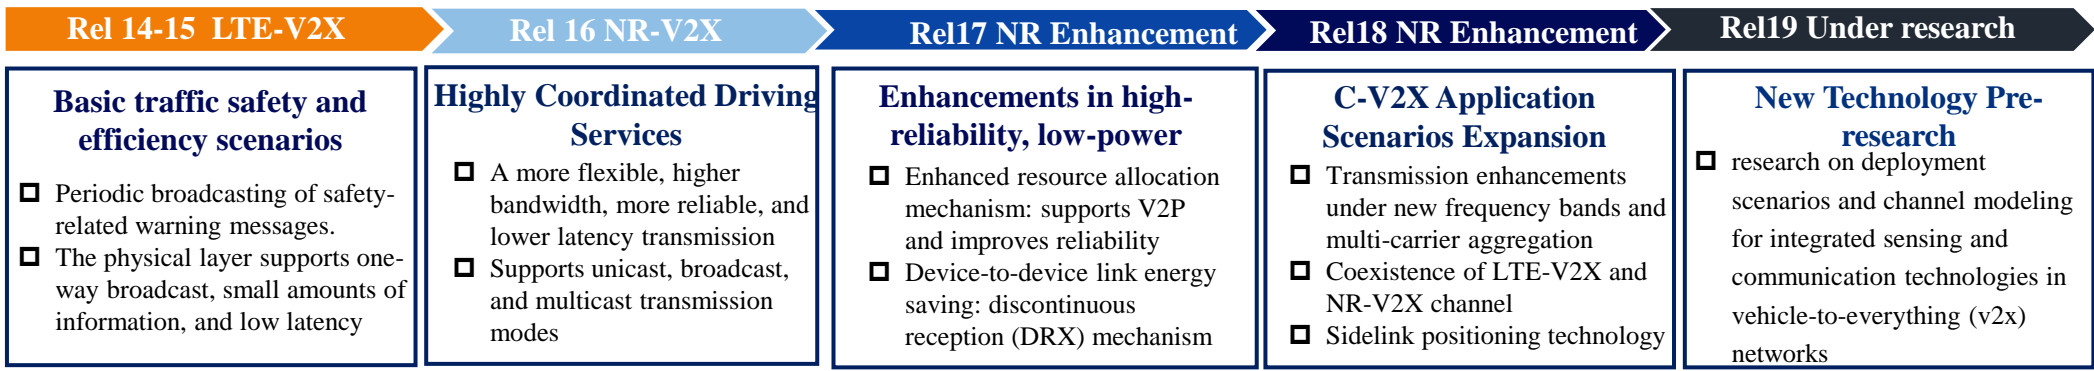 Rel 14-15 LTE-V2X
Rel 16 NR-V2X
Rel17 NR Enhancement
Rel18 NR Enhancement
Rel19 Under research
Basic traffic safety and
efficiency scenarios
Periodic broadcasting of safety-
related warning messages.
The physical layer supports one-
way broadcast, small amounts of
information, and low latency
Highly Coordinated Driving
Services
A more flexible, higher
bandwidth, more reliable, and
lower latency transmission
Supports unicast, broadcast,
and multicast transmission
modes
Enhancements in high-
reliability, low-power
Enhanced resource allocation
mechanism: supports V2P
and improves reliability
Device-to-device link energy
saving: discontinuous
reception (DRX) mechanism
C-V2X Application
Scenarios Expansion
Transmission enhancements
under new frequency bands and
multi-carrier aggregation
Coexistence of LTE-V2X and
NR-V2X channel
Sidelink positioning technology
New Technology Pre-
research
research on deployment
scenarios and channel modeling
for integrated sensing and
communication technologies in
vehicle-to-everything (v2x)
networks